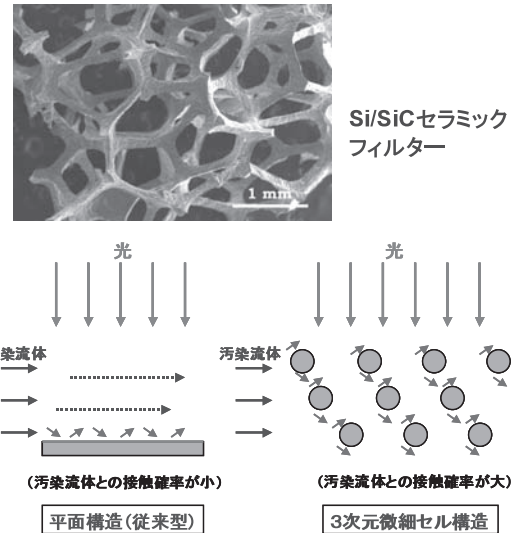 Si/SiCセラミック
フィルター
1 mm
光
光
染流体
汚染流体
(汚染流体との接触確率が小)
(汚染流体との接触確率が大)
平面構造(従来型)
3次元微細セル構造